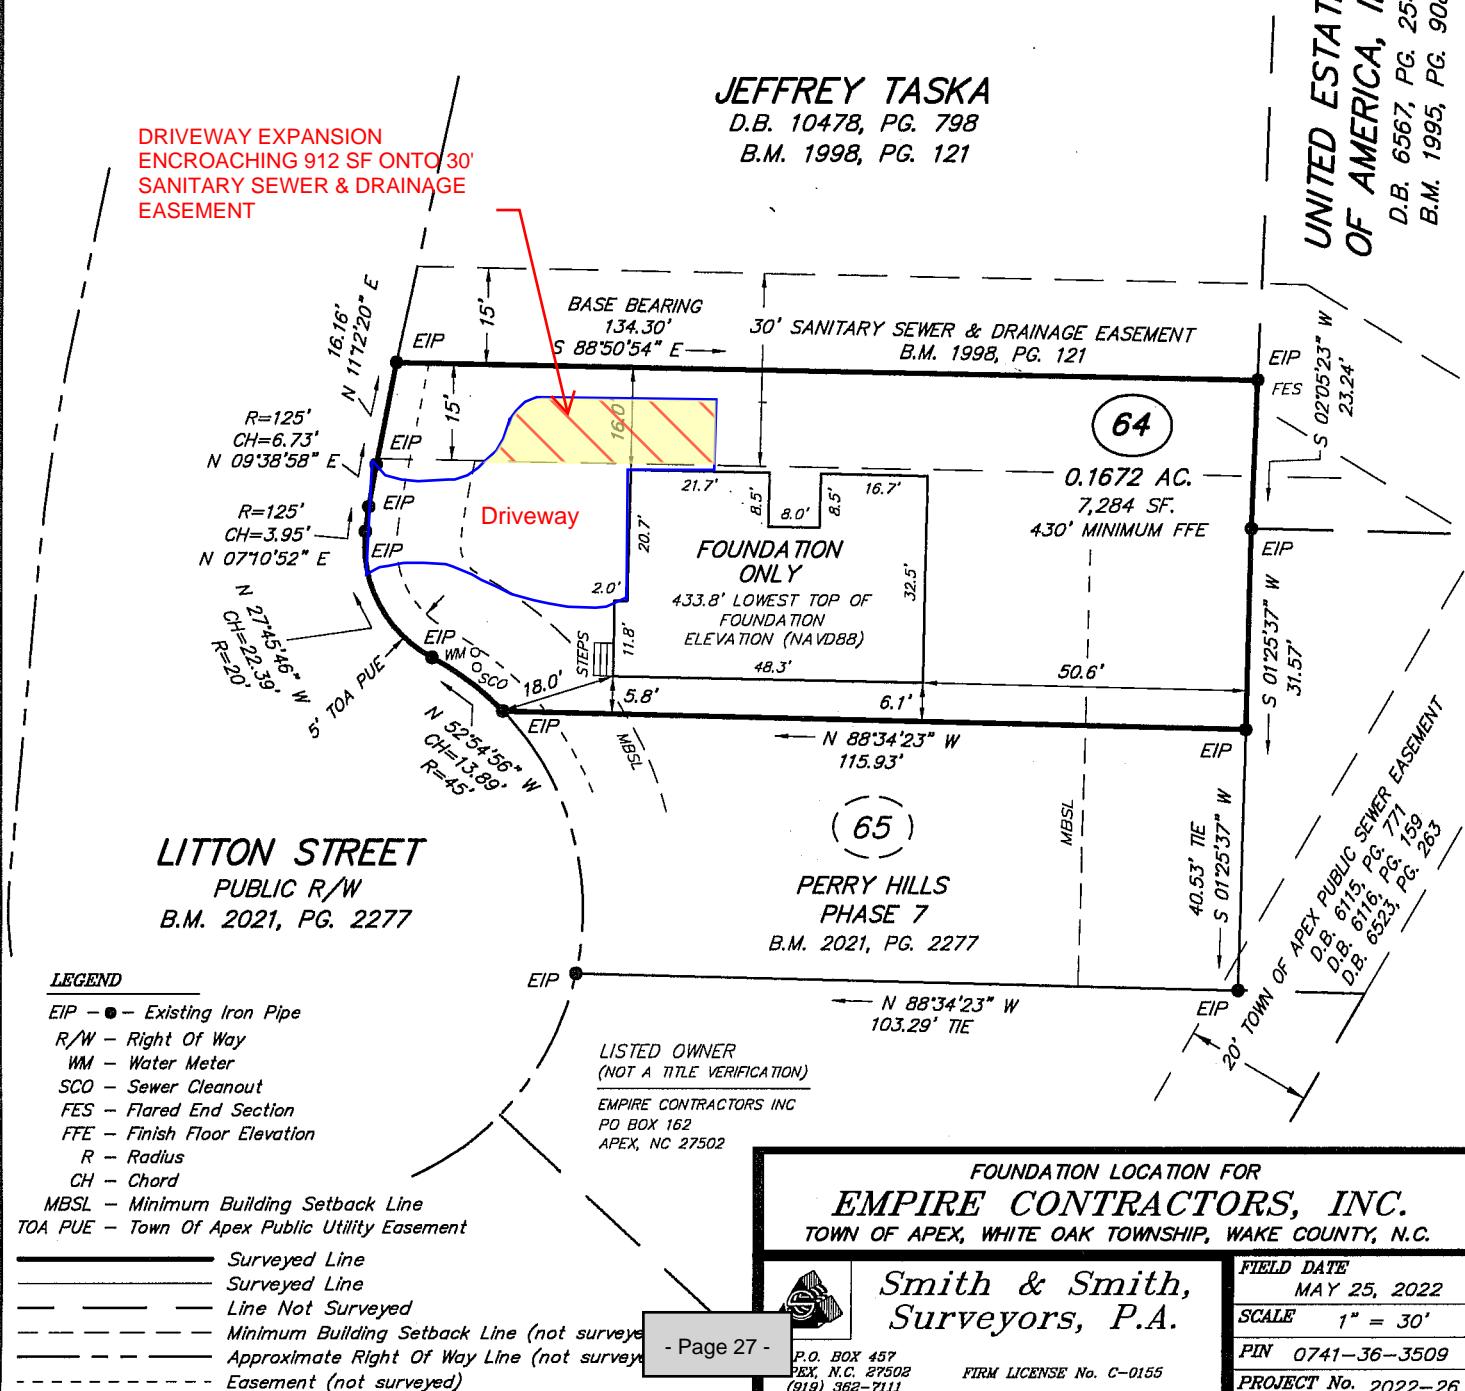 JEFFREY TASKA
D.B. 10478, PG. 798
B.M. 1998, PG. 121
UNITED ESTAT
OF AMERICA,
D.B. 6567, PG.
B.M. 1995, PG.
DRIVEWAY EXPANSION
ENCROACHING 912 SF ONTO 30'
SANITARY SEWER & DRAINAGE
EASEMENT
16.16'
N 11°12'20" E
EIP
15'
BASE BEARING
134.30'
S 88°50'54" E
30' SANITARY SEWER & DRAINAGE EASEMENT
B.M. 1998, PG. 121
EIP
FES
S 02°05'23" W
23.24'
R=125'
CH=6.73'
N 09°38'58" E
EIP
15'
16.0'
64
0.1672 AC.
7,284 SF.
430' MINIMUM FFE
R=125'
CH=3.95'
N 07°10'52" E
EIP
EIP
Driveway
21.7'
8.5'
8.0'
8.5'
16.7'
20.7'
FOUNDATION
ONLY
433.8' LOWEST TOP OF
FOUNDATION
ELEVATION (NAVD88)
32.5'
2.0'
11.8'
STEPS
48.3'
EIP
S 01°25'37" W
31.57'
N 27°45'46" W
CH=22.39'
R=20'
5' TOA PUE
EIP
WM
SCO
18.0'
5.8'
6.1'
50.6'
EIP
N 52°54'56" W
CH=13.89'
R=45'
MBSL
N 88°34'23" W
115.93'
EIP
65
PERRY HILLS
PHASE 7
B.M. 2021, PG. 2277
MBSL
40.53' TIE
S 01°25'37" W
20' TOWN OF APEX PUBLIC SEWER EASEMENT
D.B. 6115, PG. 771
D.B. 6116, PG. 159
D.B. 6523, PG. 263
LITTON STREET
PUBLIC R/W
B.M. 2021, PG. 2277
EIP
N 88°34'23" W
103.29' TIE
EIP
LEGEND
EIP - Existing Iron Pipe
R/W - Right Of Way
WM - Water Meter
SCO - Sewer Cleanout
FES - Flared End Section
FFE - Finish Floor Elevation
R - Radius
CH - Chord
MBSL - Minimum Building Setback Line
TOA PUE - Town Of Apex Public Utility Easement
Surveyed Line
Surveyed Line
Line Not Surveyed
Minimum Building Setback Line (not surveye
Approximate Right Of Way Line (not surveye
Easement (not surveyed)
LISTED OWNER
(NOT A TITLE VERIFICATION)
EMPIRE CONTRACTORS INC
PO BOX 162
APEX, NC 27502
FOUNDATION LOCATION FOR
EMPIRE CONTRACTORS, INC.
TOWN OF APEX, WHITE OAK TOWNSHIP, WAKE COUNTY, N.C.
Smith & Smith,
Surveyors, P.A.
P.O. BOX 457
PEX, N.C. 27502
(919) 362-7111
FIRM LICENSE No. C-0155
FIELD DATE
MAY 25, 2022
SCALE 1" = 30'
PIN 0741-36-3509
PROJECT No. 2022-26
- Page 27 -